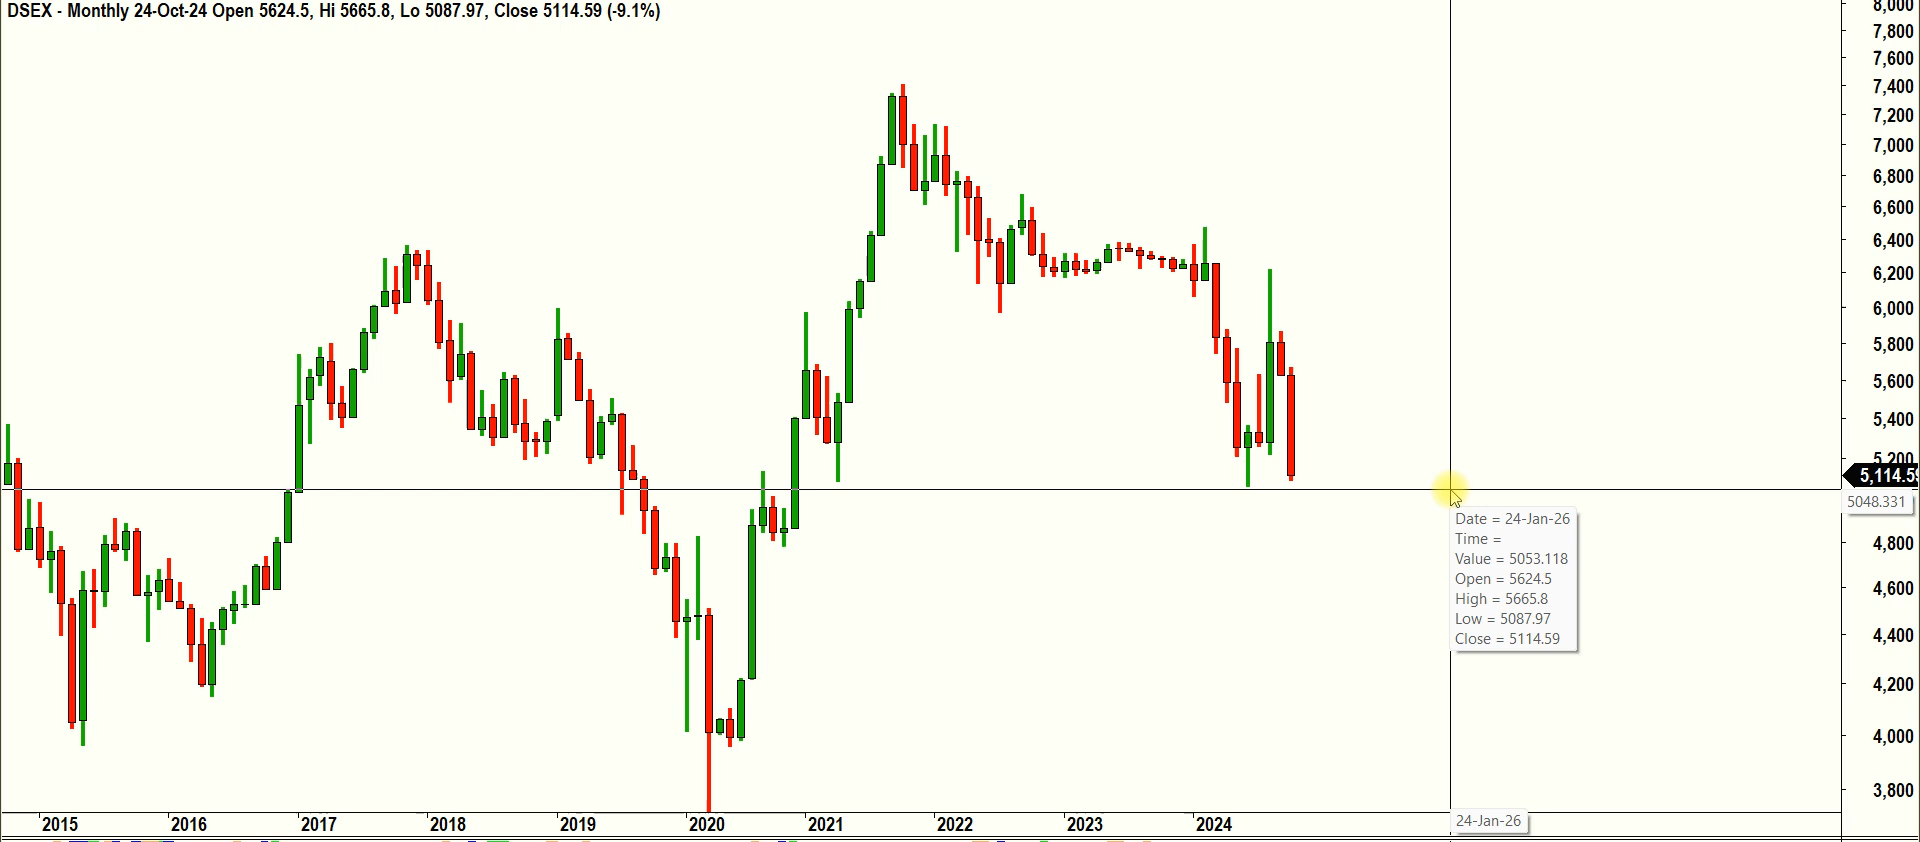 DSEX - Monthly 24-Oct-24 Open 5624.5, Hi 5665.8, Lo 5087.97, Close 5114.59 (-9.1%)
8,000
7,800
7,600
7,400
7,200
7,000
6,800
6,600
6,400
6,200
6,000
5,800
5,600
5,400
5,200
5,114.59
5048.331
4,800
4,600
4,400
4,200
4,000
3,800
Date = 24-Jan-26
Time =
Value = 5053.118
Open = 5624.5
High = 5665.8
Low = 5087.97
Close = 5114.59
2015 2016 2017 2018 2019 2020 2021 2022 2023 2024 24-Jan-26